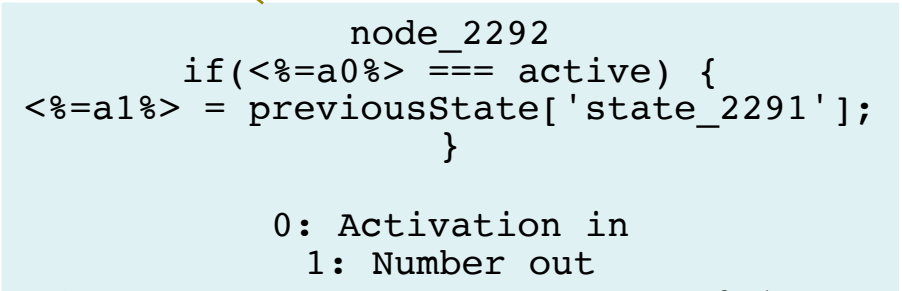 node_2292
if(<%=a0%> === active) {
<%=a1%> = previousState['state_2291'];
}
0: Activation in
1: Number out